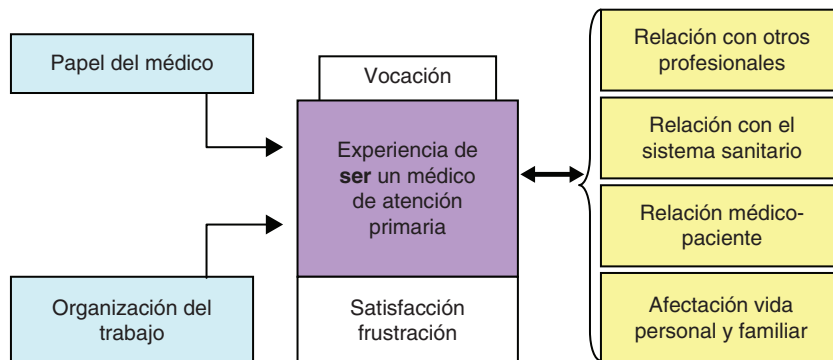 Papel del médico
Organización del
trabajo
Vocación
Experiencia de
ser un médico
de atención
primaria
Satisfacción
frustración
Relación con otros
profesionales
Relación con el
sistema sanitario
Relación médico-
paciente
Afectación vida
personal y familiar